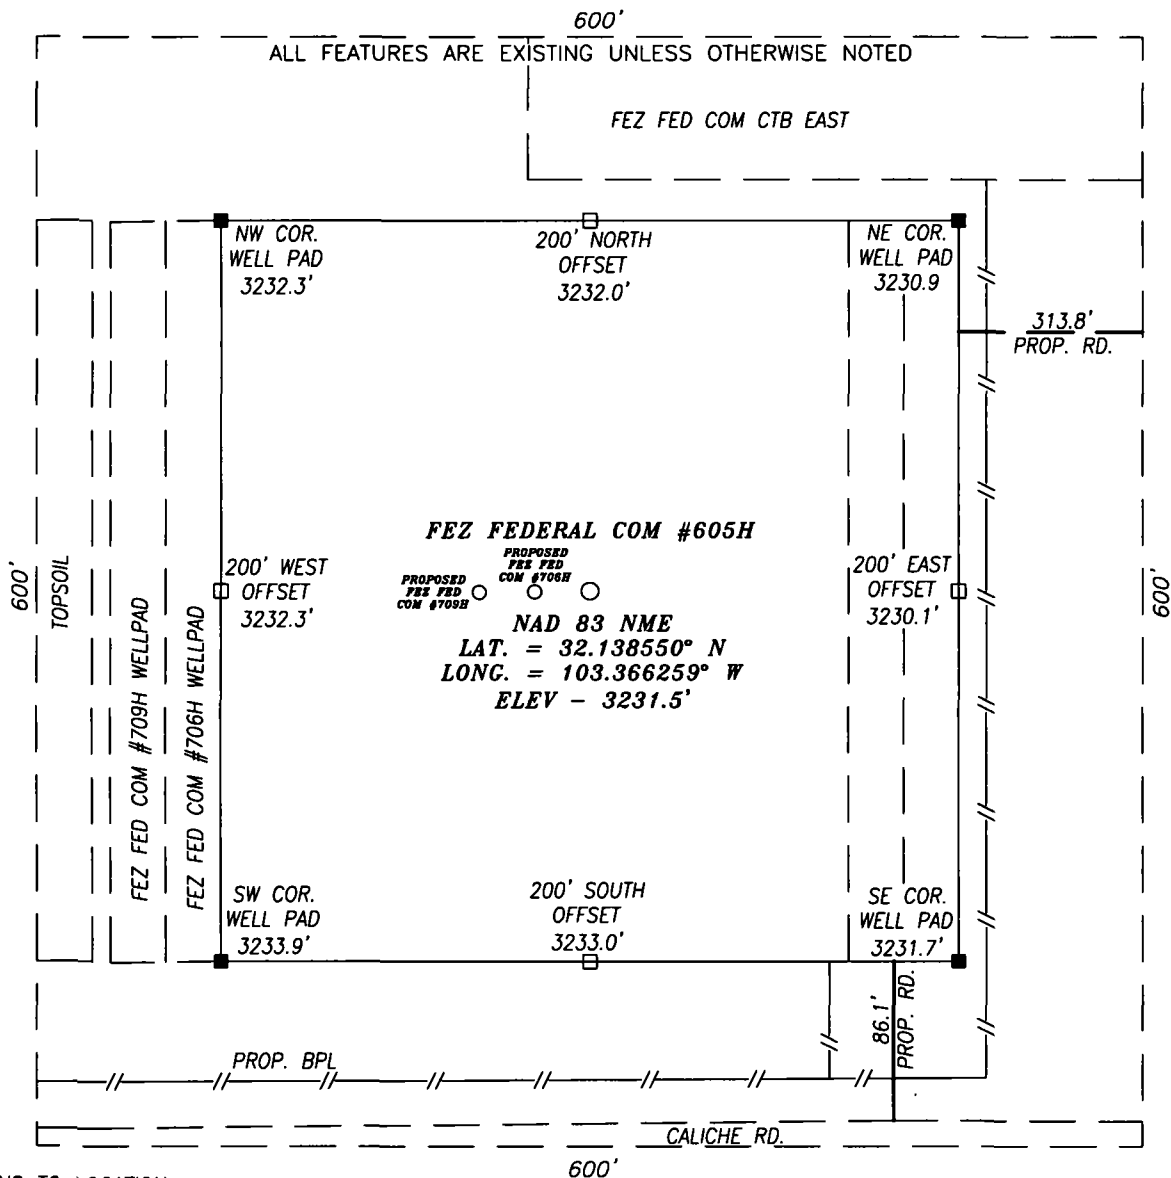 600'
ALL FEATURES ARE EXISTING UNLESS OTHERWISE NOTED
FEZ FED COM CTB EAST
NW COR.
WELL PAD
3232.3'
200' NORTH
OFFSET
3232.0'
NE COR.
WELL PAD
3230.9
313.8'
PROP. RD.
600'
TOPSOIL
FEZ FED COM #709H WELLPAD
FEZ FED COM #706H WELLPAD
200' WEST
OFFSET
3232.3'
FEZ FEDERAL COM #605H
PROPOSED
FEZ FED
COM #709H
PROPOSED
FEZ FED
COM #706H
NAD 83 NME
LAT. = 32.138550° N
LONG. = 103.366259° W
ELEV - 3231.5'
200' EAST
OFFSET
3230.1'
600'
SW COR.
WELL PAD
3233.9'
200' SOUTH
OFFSET
3233.0'
SE COR.
WELL PAD
3231.7'
86.1'
PROP. RD.
PROP. BPL
CALICHE RD.
600'